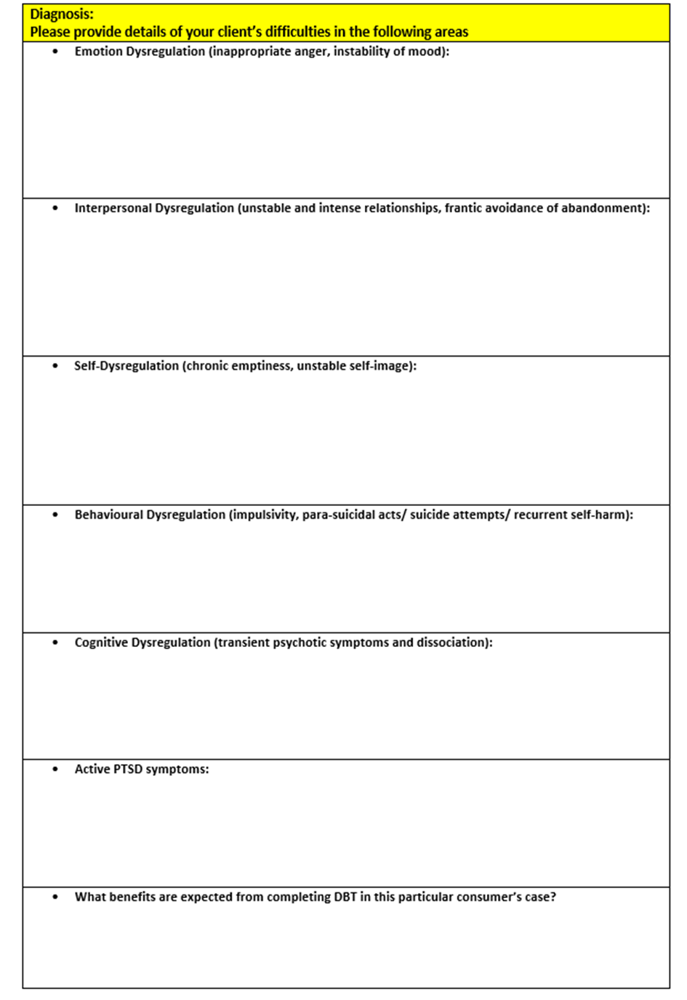 Diagnosis:
Please provide details of your client's difficulties in the following areas
• Emotion Dysregulation (inappropriate anger, instability of mood):
• Interpersonal Dysregulation (unstable and intense relationships, frantic avoidance of abandonment):
• Self-Dysregulation (chronic emptiness, unstable self-image):
• Behavioural Dysregulation (impulsivity, para-suicidal acts/ suicide attempts/ recurrent self-harm):
• Cognitive Dysregulation (transient psychotic symptoms and dissociation):
• Active PTSD symptoms:
• What benefits are expected from completing DBT in this particular consumer's case?